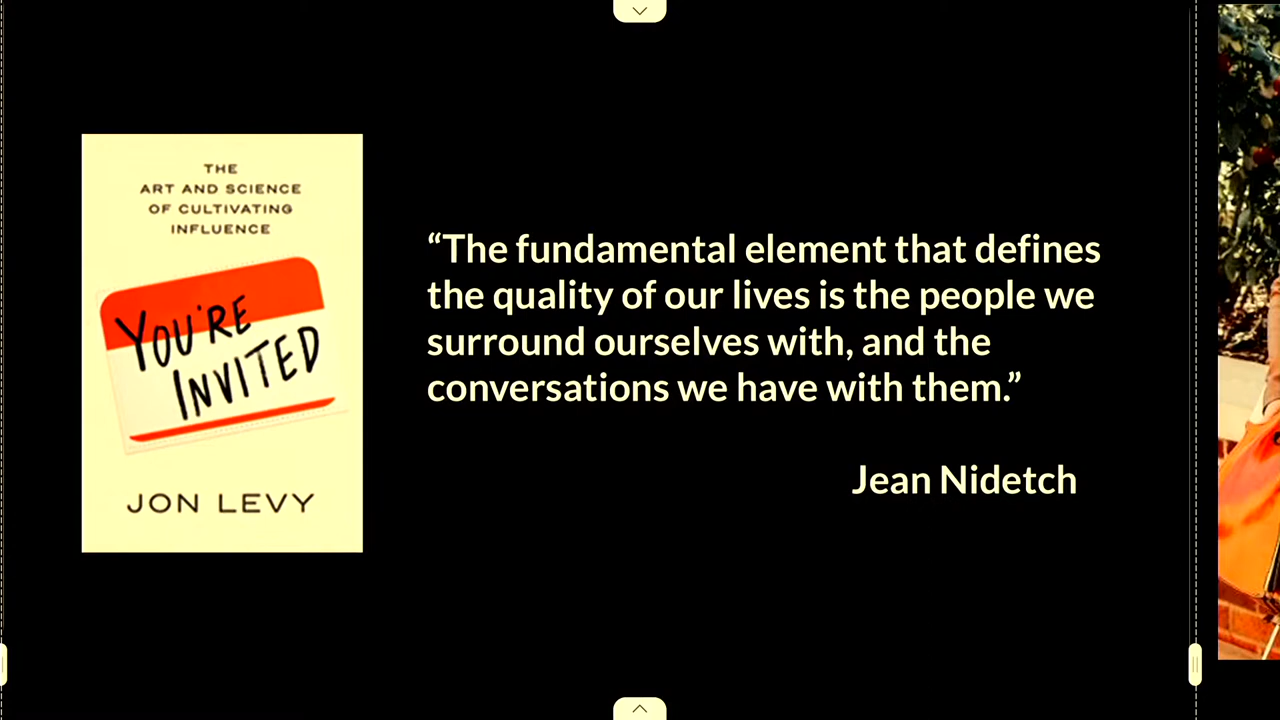 THE
ART AND SCIENCE
OF CULTIVATING
INFLUENCE
YOU'RE
INVITED
JON LEVY
“The fundamental element that defines
the quality of our lives is the people we
surround ourselves with, and the
conversations we have with them.”
Jean Nidetch